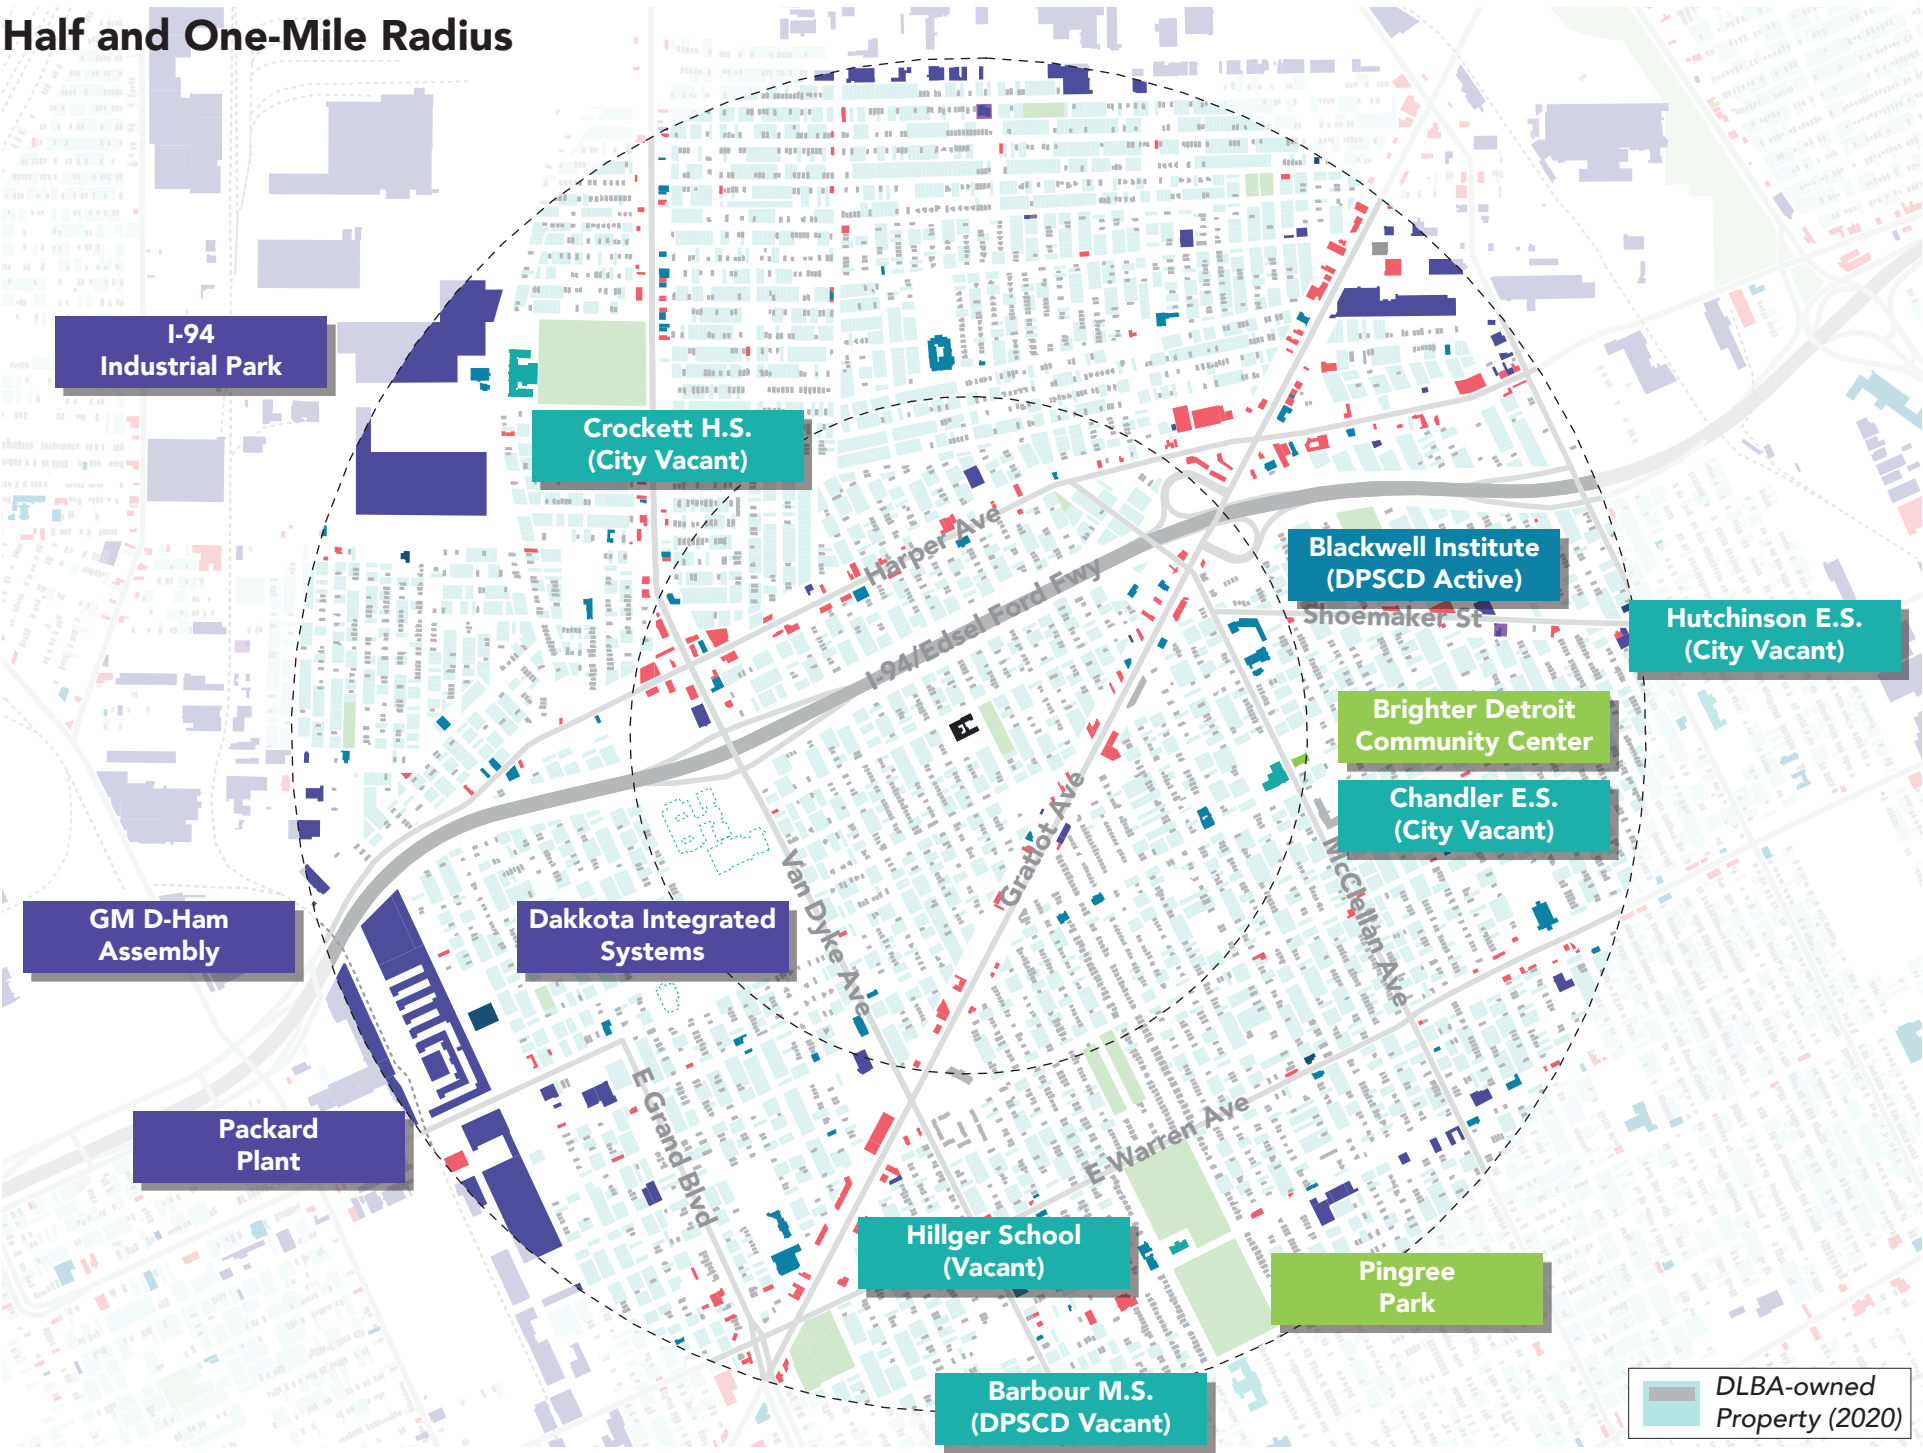 Half and One-Mile Radius
I-94
Industrial Park
Crockett H.S.
(City Vacant)
Harper Ave
I-94/Edsel Ford Fwy
Blackwell Institute
(DPSCD Active)
Shoemaker St
Hutchinson E.S.
(City Vacant)
Brighter Detroit
Community Center
Chandler E.S.
(City Vacant)
Gratiot Ave
Van Dyke Ave
McClellan Ave
GM D-Ham
Assembly
Dakkota Integrated
Systems
Packard
Plant
E Grand Blvd
E Warren Ave
Hillger School
(Vacant)
Pingree
Park
Barbour M.S.
(DPSCD Vacant)
DLBA-owned
Property (2020)